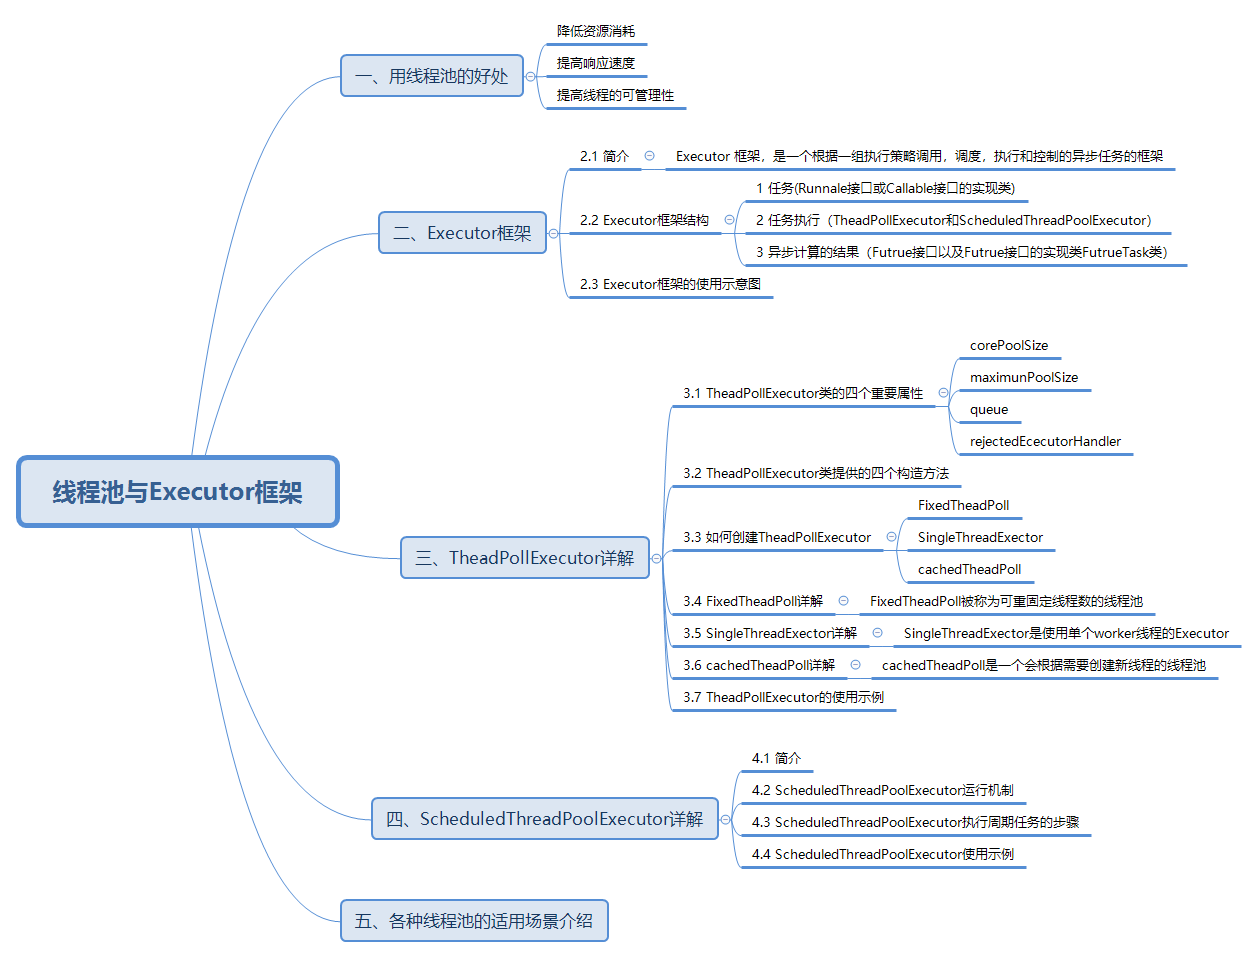 线程池与Executor框架
一、用线程池的好处
降低资源消耗
提高响应速度
提高线程的可管理性
二、Executor框架
2.1 简介
Executor 框架，是一个根据一组执行策略调用，调度，执行和控制的异步任务的框架
2.2 Executor框架结构
1 任务(Runnale接口或Callable接口的实现类)
2 任务执行（TheadPollExecutor和ScheduledThreadPoolExecutor）
3 异步计算的结果（Futrue接口以及Futrue接口的实现类FutrueTask类）
2.3 Executor框架的使用示意图
三、TheadPollExecutor详解
3.1 TheadPollExecutor类的四个重要属性
corePoolSize
maximunPoolSize
queue
rejectedEcecutorHandler
3.2 TheadPollExecutor类提供的四个构造方法
3.3 如何创建TheadPollExecutor
FixedTheadPoll
SingleThreadExector
cachedTheadPoll
3.4 FixedTheadPoll详解
FixedTheadPoll被称为可重固定线程数的线程池
3.5 SingleThreadExector详解
SingleThreadExector是使用单个worker线程的Executor
3.6 cachedTheadPoll详解
cachedTheadPoll是一个会根据需要创建新线程的线程池
3.7 TheadPollExecutor的使用示例
四、ScheduledThreadPoolExecutor详解
4.1 简介
4.2 ScheduledThreadPoolExecutor运行机制
4.3 ScheduledThreadPoolExecutor执行周期任务的步骤
4.4 ScheduledThreadPoolExecutor使用示例
五、各种线程池的适用场景介绍